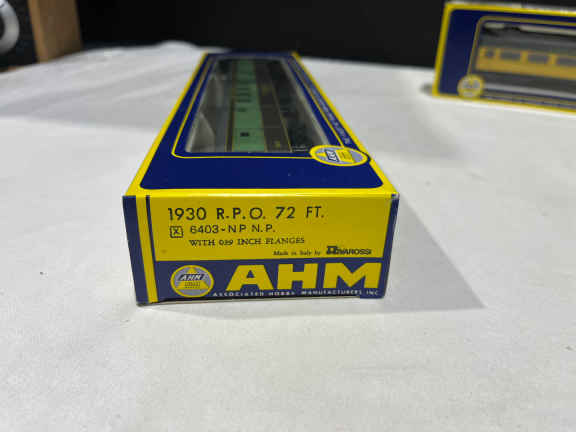 1930 R.P.O. 72 FT.
X 6403-NP N.P.
WITH 039 INCH FLANGES
Made in Italy by RIVAROSSI
AHM
AHM
ASSOCIATED HOBBY MANUFACTURERS, INC